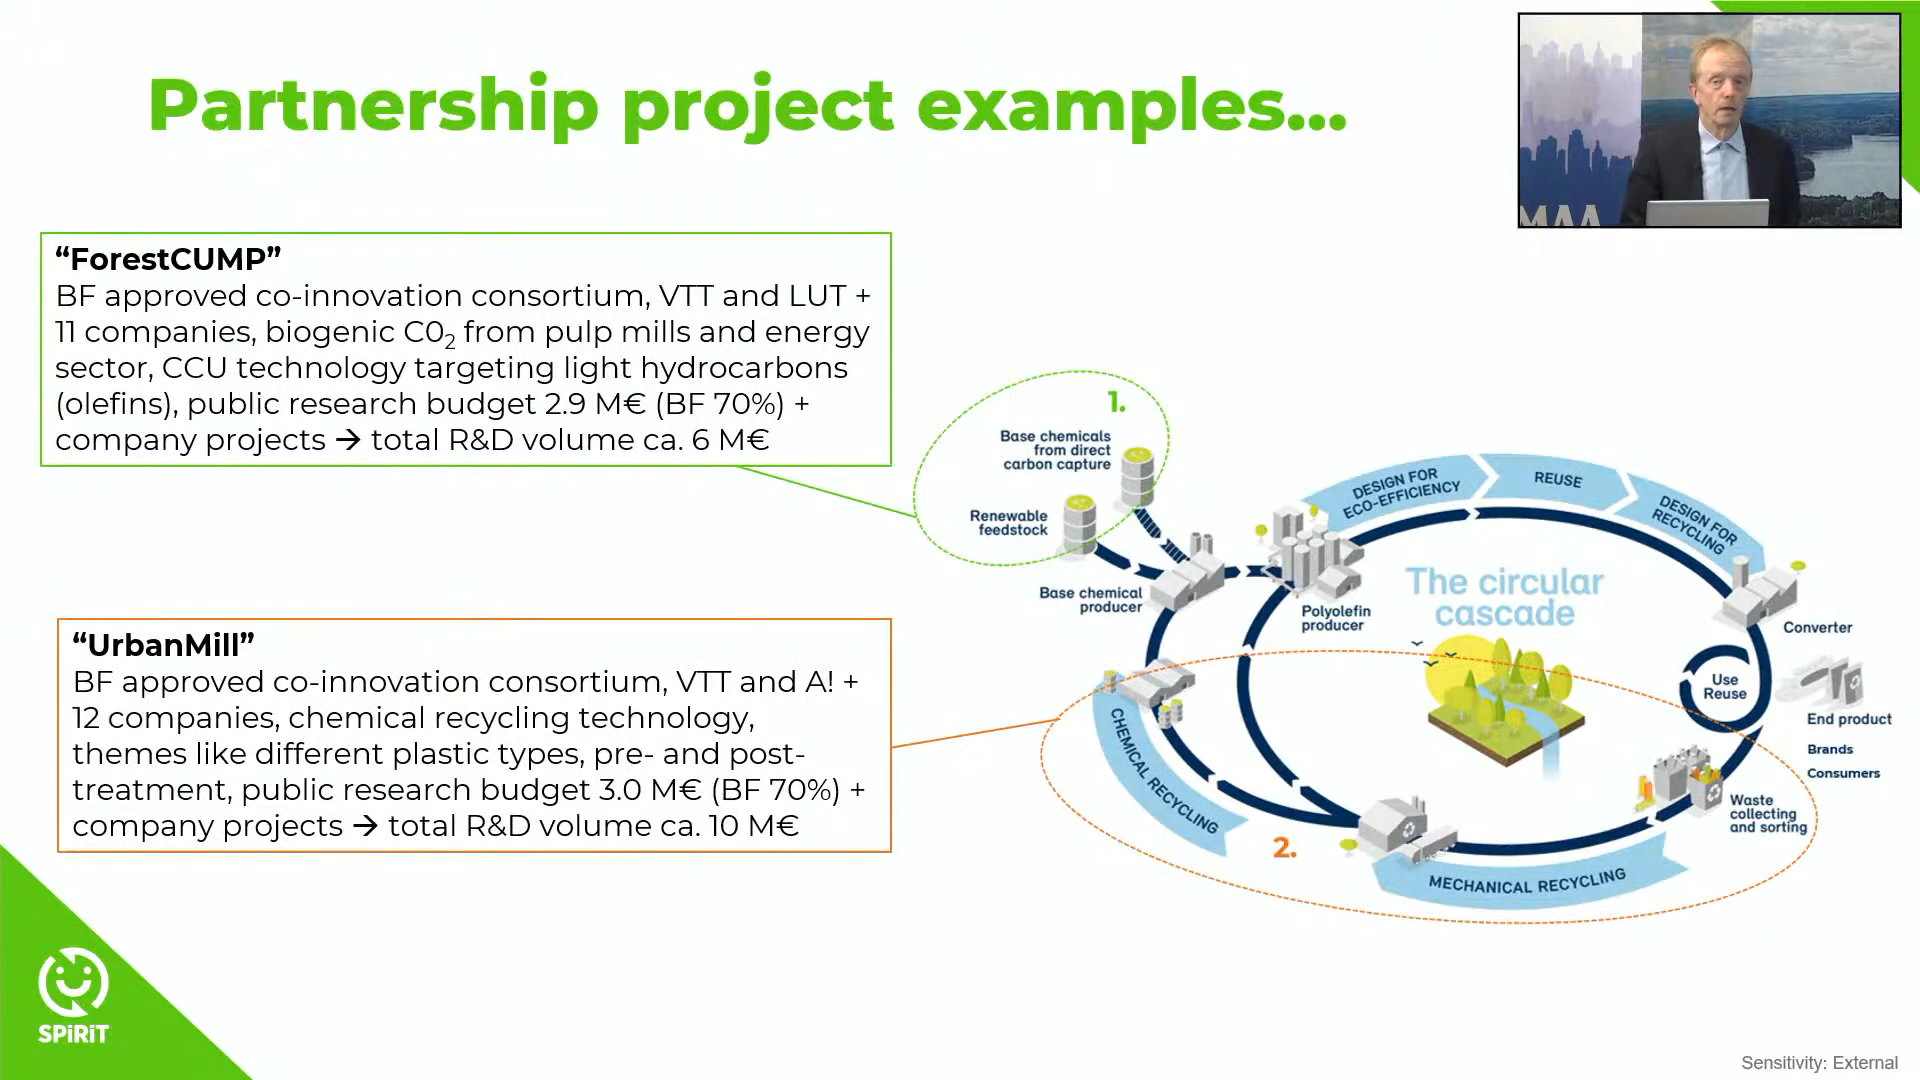 Partnership project examples...
MAA
“ForestCUMP”
BF approved co-innovation consortium, VTT and LUT +
11 companies, biogenic C0₂ from pulp mills and energy
sector, CCU technology targeting light hydrocarbons
(olefins), public research budget 2.9 M€ (BF 70%) +
company projects → total R&D volume ca. 6 M€
“UrbanMill”
BF approved co-innovation consortium, VTT and A! +
12 companies, chemical recycling technology,
themes like different plastic types, pre- and post-
treatment, public research budget 3.0 M€ (BF 70%) +
company projects → total R&D volume ca. 10 M€
1.
Base chemicals
from direct
carbon capture
Renewable
feedstock
Base chemical
producer
Polyolefin
producer
DESIGN FOR
ECO-EFFICIENCY
REUSE
DESIGN FOR
RECYCLING
The circular
cascade
Converter
Use
Reuse
End product
Brands
Consumers
Waste
collecting
and sorting
CHEMICAL RECYCLING
2.
MECHANICAL RECYCLING
SPiRiT
Sensitivity: External